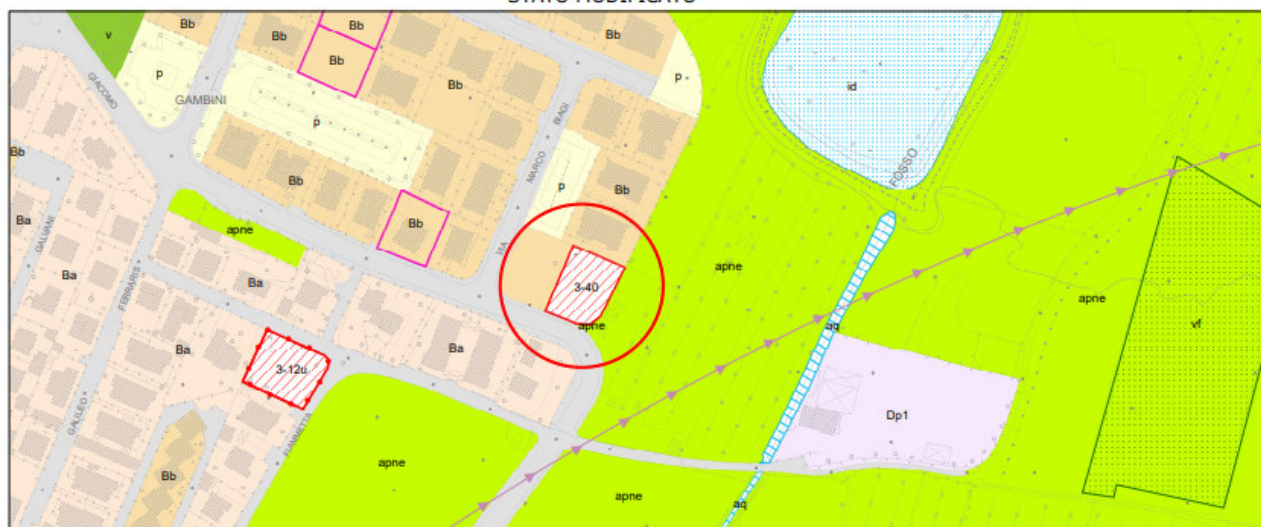 STATO MODIFICATO
v
Bb
Bb
Bb
Bb
Bb
Bb
p
p
id
GIACOMO
GAMBINI
p
BIAGI
MARCO
FOSSO
Bb
Bb
Bb
p
Bb
Bb
Ba
GALVANI
apne
VIA
Ba
Ba
FERRARIS
3-40
apne
apne
apne
vf
aq
Ba
Ba
3-12u
GALILEO
FIAMMETTA
Dp1
apne
Bb
apne
aq